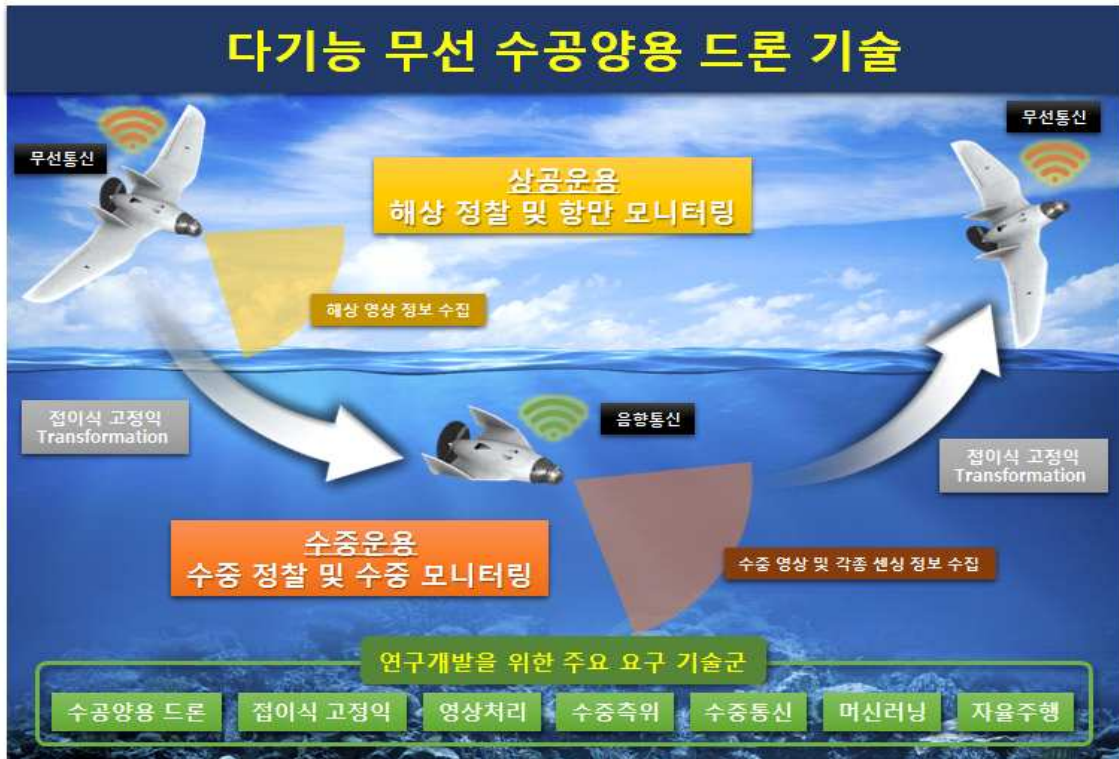 다기능 무선 수공양용 드론 기술
무선통신
무선통신
상공운용
해상 정찰 및 항만 모니터링
해상 영상 정보 수집
접이식 고정익
Transformation
음향통신
접이식 고정익
Transformation
수중운용
수중 정찰 및 수중 모니터링
수중 영상 및 각종 센싱 정보 수집
연구개발을 위한 주요 요구 기술군
수공양용 드론
접이식 고정익
영상처리
수중측위
수중통신
머신러닝
자율주행